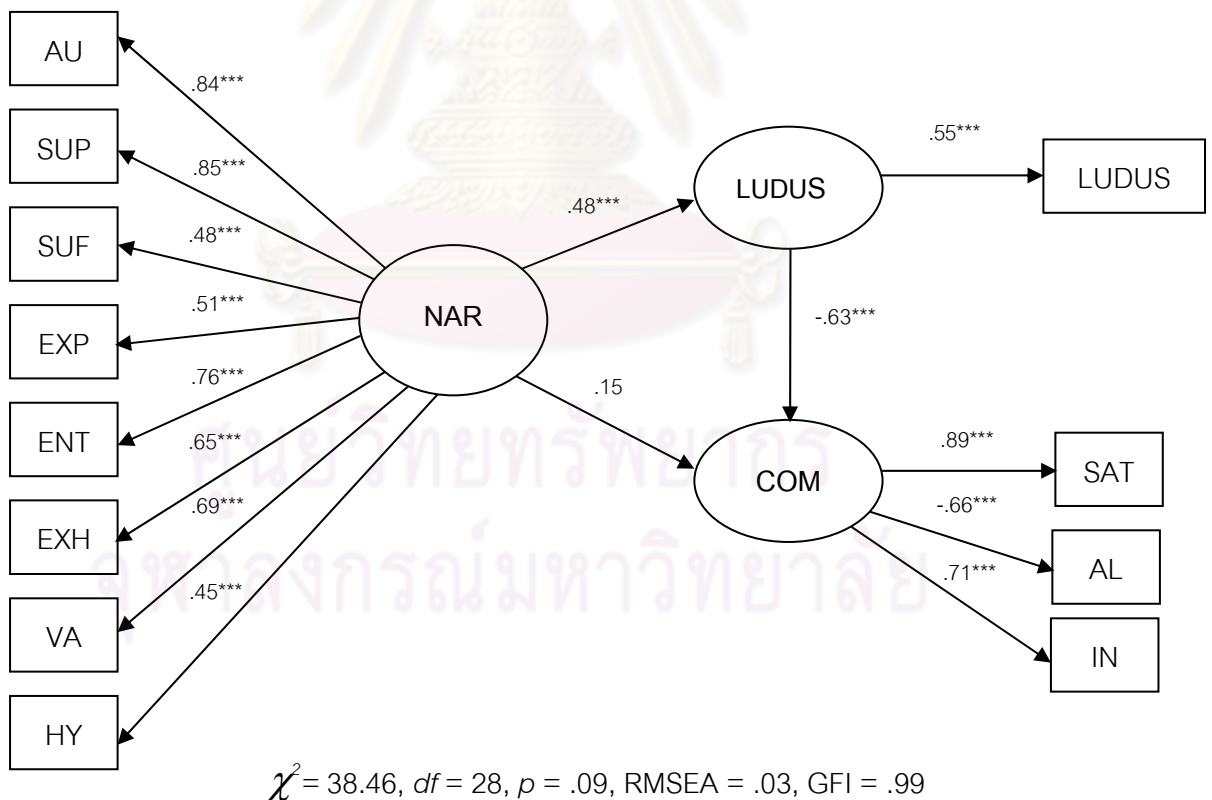 AU
.84***
SUP
.85***
SUF
.48***
EXP
.51***
ENT
.76***
EXH
.65***
VA
.69***
HY
.45***
NAR
.48***
.15
LUDUS
.55***
LUDUS
-.63***
COM
.89***
SAT
-.66***
AL
.71***
IN
ศูนย์วิทยทรัพยากร
จุฬาลงกรณ์มหาวิทยาลัย
χ² = 38.46, df = 28, p = .09, RMSEA = .03, GFI = .99